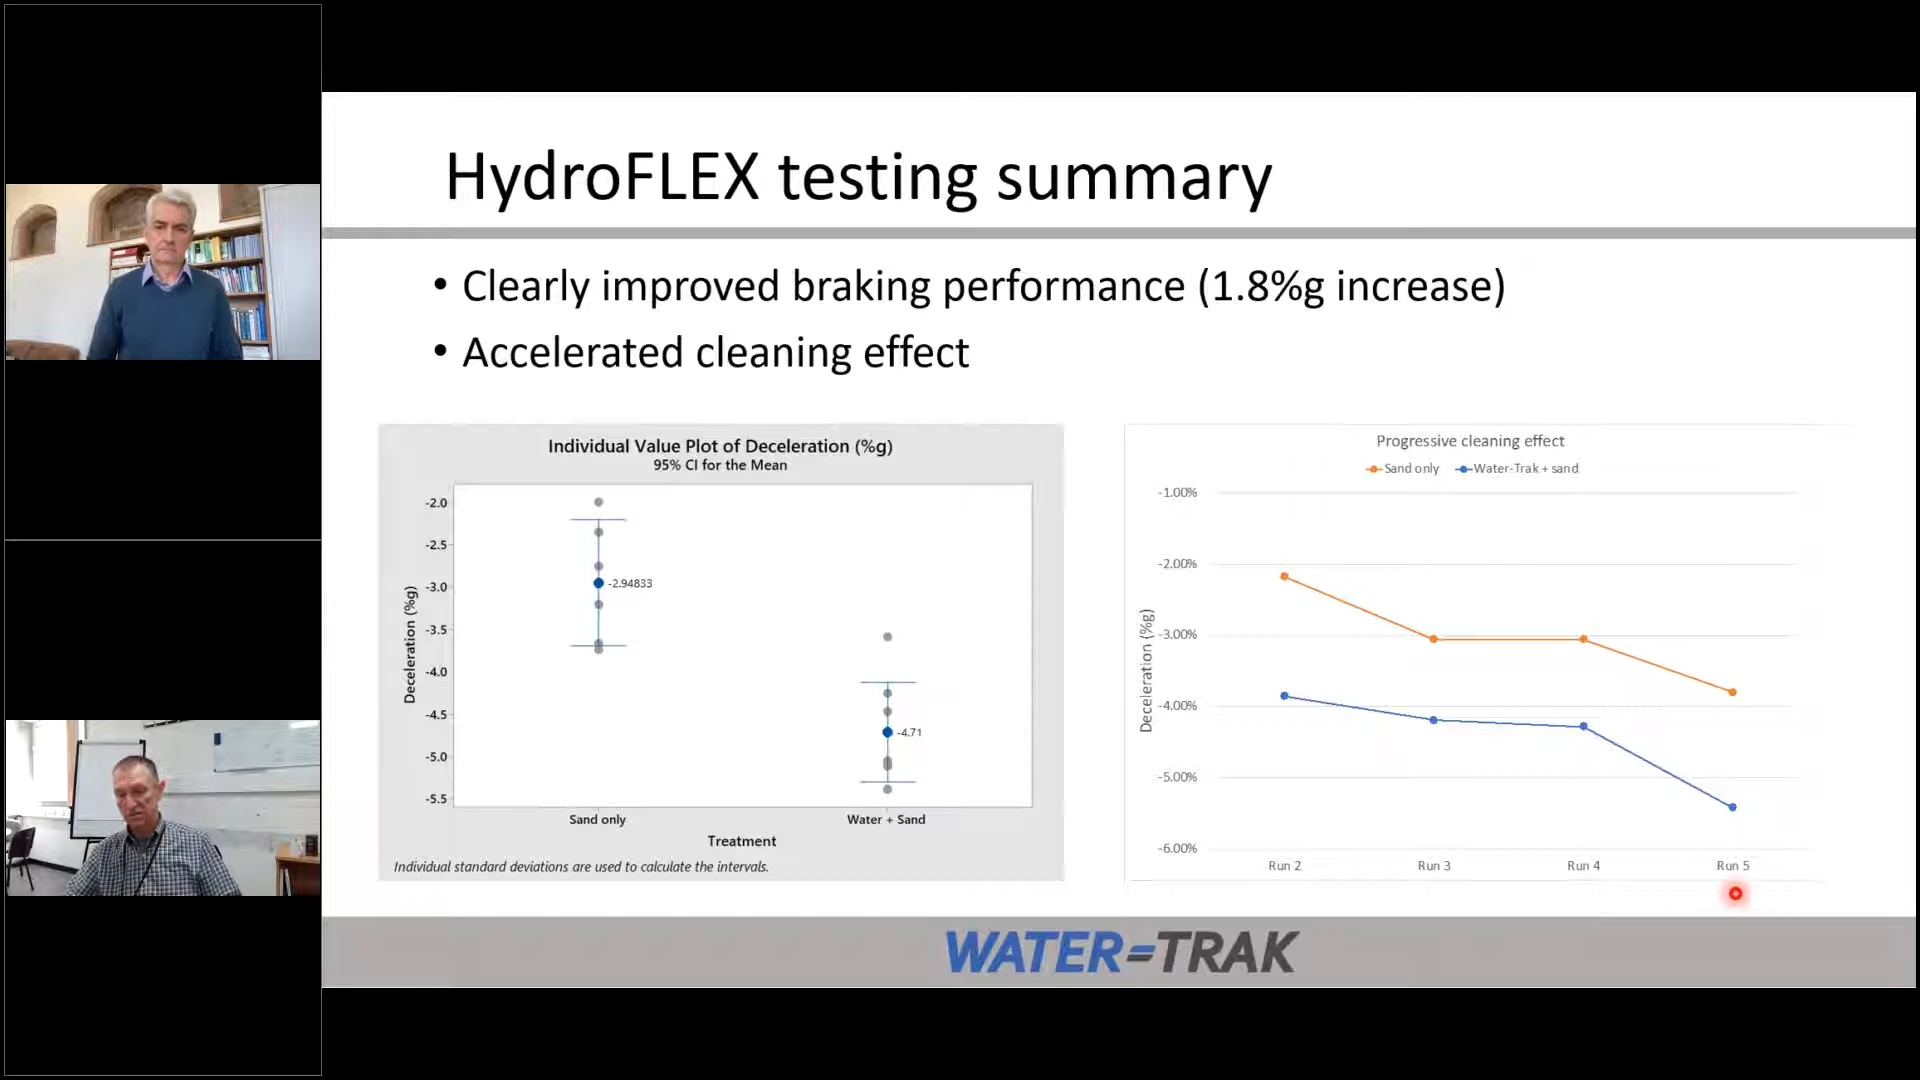 HydroFLEX testing summary
• Clearly improved braking performance (1.8%g increase)
• Accelerated cleaning effect
Individual Value Plot of Deceleration (%g)
95% CI for the Mean
Deceleration (%g)
-2.0
-2.5
-3.0
-3.5
-4.0
-4.5
-5.0
-5.5
-2.94833
-4.71
Sand only
Water + Sand
Treatment
Individual standard deviations are used to calculate the intervals.
Progressive cleaning effect
Sand only
Water-Trak + sand
Deceleration (%g)
-1.00%
-2.00%
-3.00%
-4.00%
-5.00%
-6.00%
Run 2
Run 3
Run 4
Run 5
WATER=TRAK